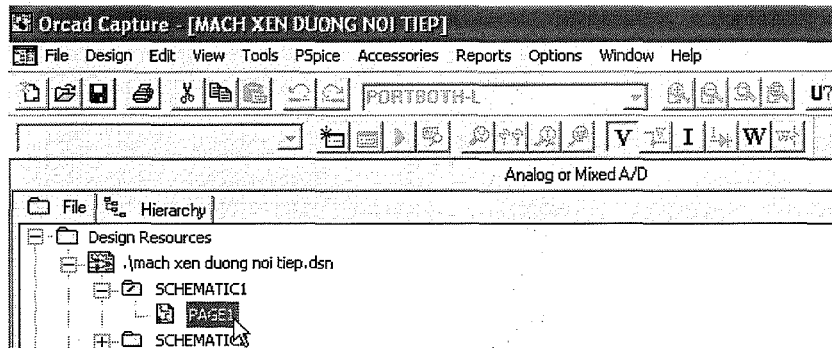 Orcad Capture - [MACH XEN DUONG NOI TIEP]
File Design Edit View Tools PSpice Accessories Reports Options Window Help
PORTBOTH-L U?
V I W
Analog or Mixed A/D
File Hierarchy
Design Resources
.\mach xen duong noi tiep.dsn
SCHEMATIC1
PAGE1